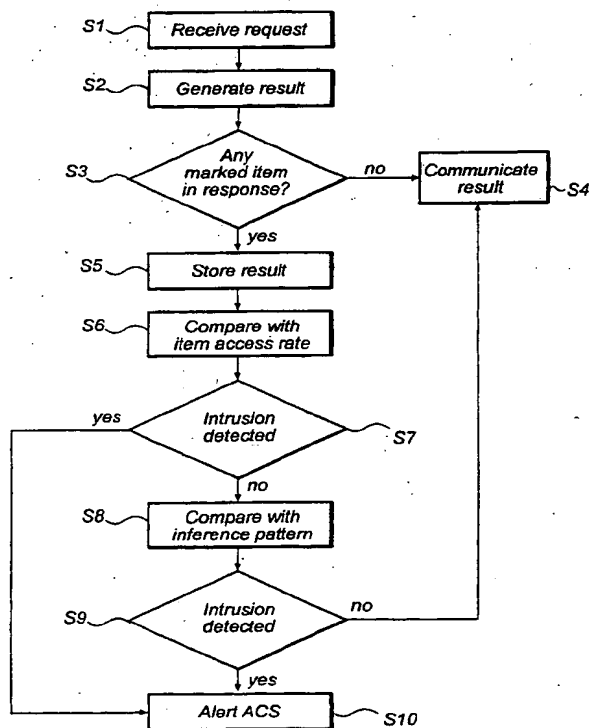 S1
Receive request
S2
Generate result
S3
Any
marked item
in response?
no
Communicate
result
S4
yes
S5
Store result
S6
Compare with
item access rate
yes
Intrusion
detected
S7
no
S8
Compare with
inference pattern
S9
Intrusion
detected
no
yes
Alert ACS
S10